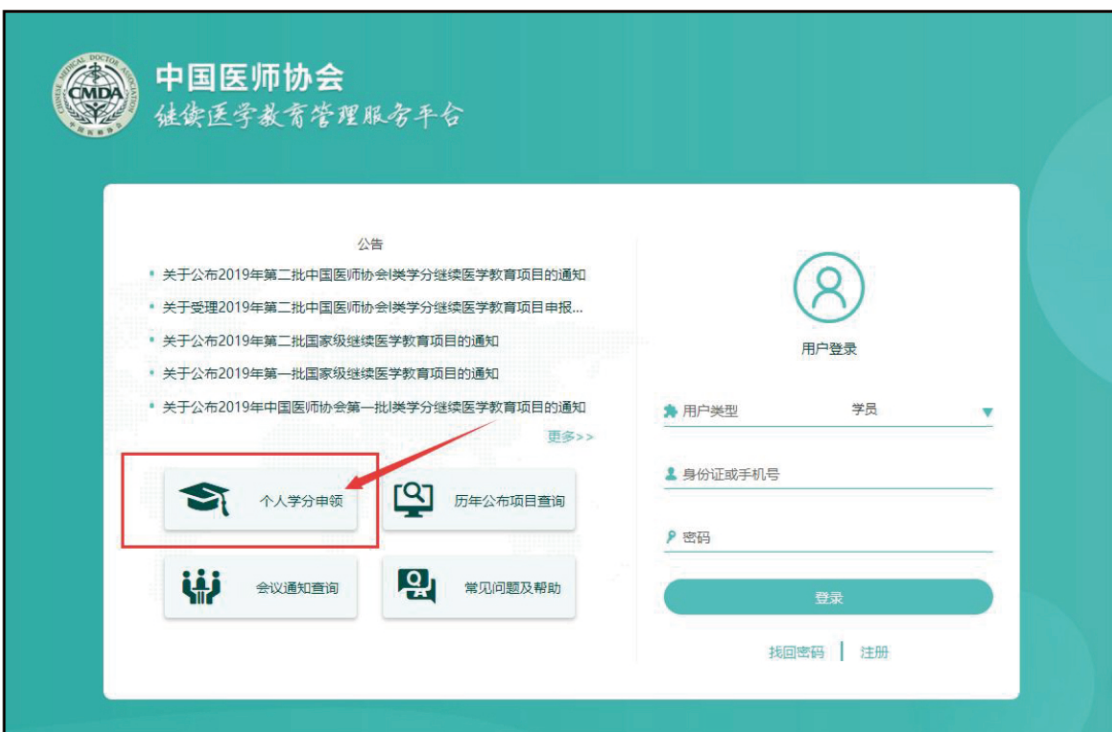 CHINESE MEDICAL DOCTOR ASSOCIATION
CMDA
中国医师协会
中国医师协会
继续医学教育管理服务平台
公告
关于公布2019年第二批中国医师协会I类学分继续医学教育项目的通知
关于受理2019年第二批中国医师协会I类学分继续医学教育项目申报...
关于公布2019年第二批国家级继续医学教育项目的通知
关于公布2019年第一批国家级继续医学教育项目的通知
关于公布2019年中国医师协会第一批I类学分继续医学教育项目的通知
更多>>
个人学分申领
历年公布项目查询
会议通知查询
Q
A
常见问题及帮助
用户登录
用户类型 学员
身份证或手机号
密码
登录
找回密码 | 注册